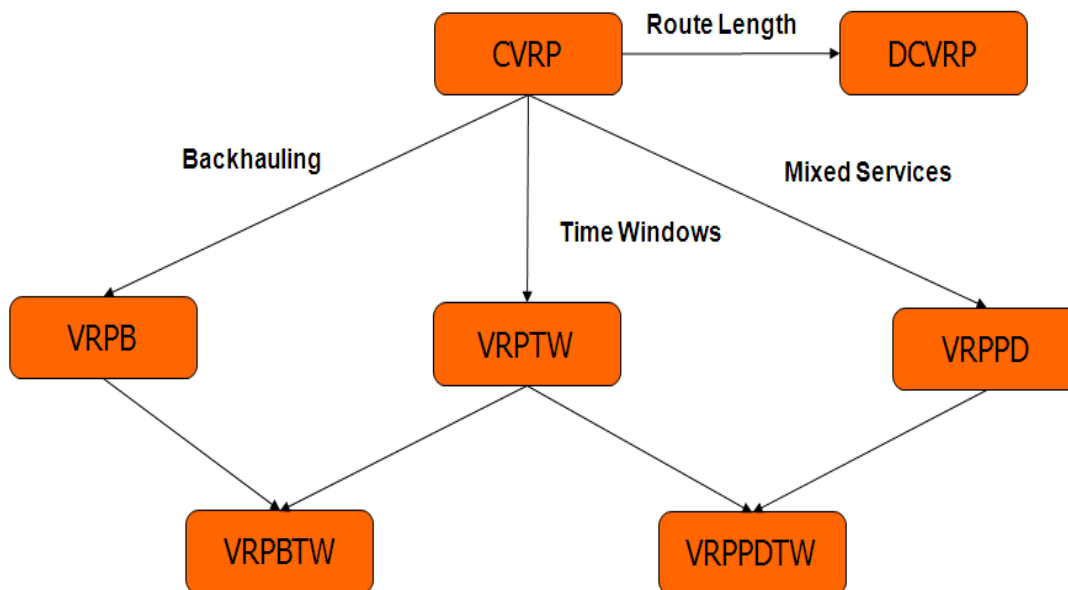 Route Length
CVRP
DCVRP
Backhauling
Mixed Services
Time Windows
VRPB
VRPTW
VRPPD
VRPBTW
VRPPDTW